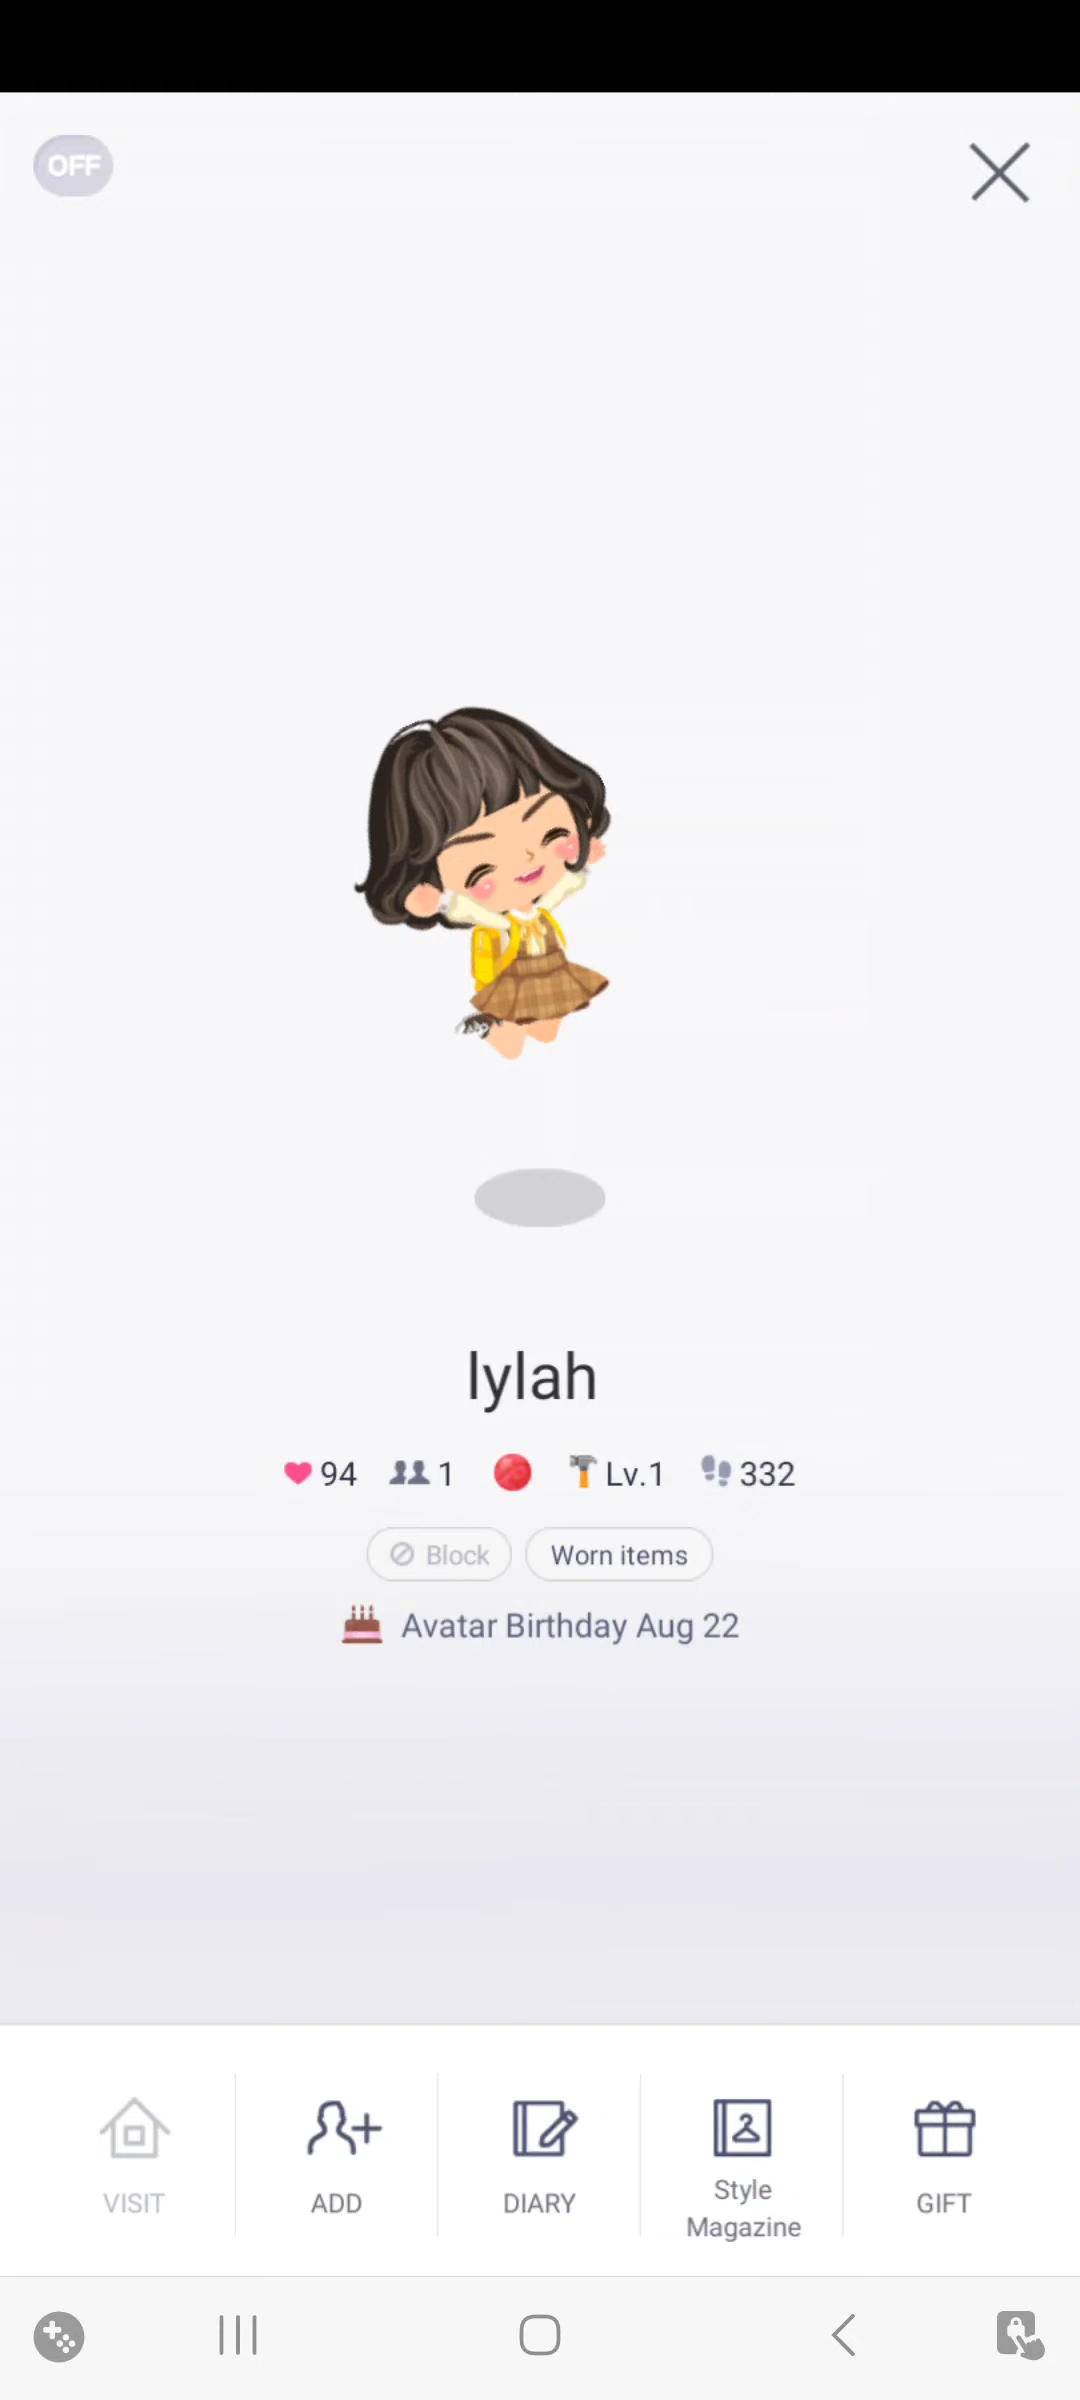 OFF
lylah
94 1 Lv.1 332
Block Worn items
Avatar Birthday Aug 22
VISIT ADD DIARY Style Magazine GIFT